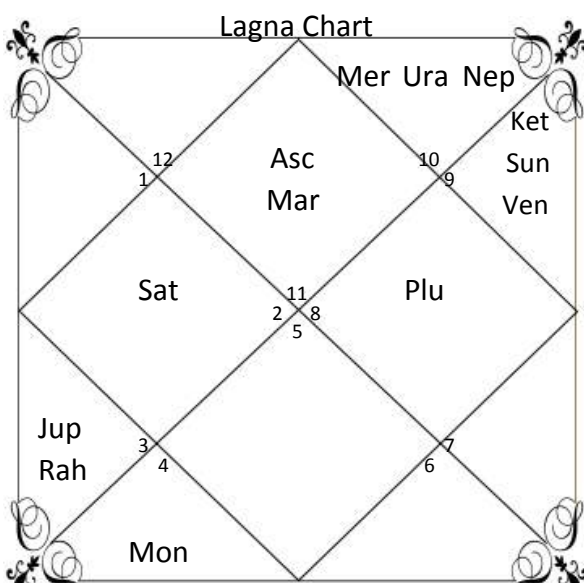 Lagna Chart
Mer Ura Nep
Ket
Sun
Ven
12
1
Asc
Mar
10
9
Sat
11
2 8
5
Plu
Jup
Rah
3
4
7
6
Mon